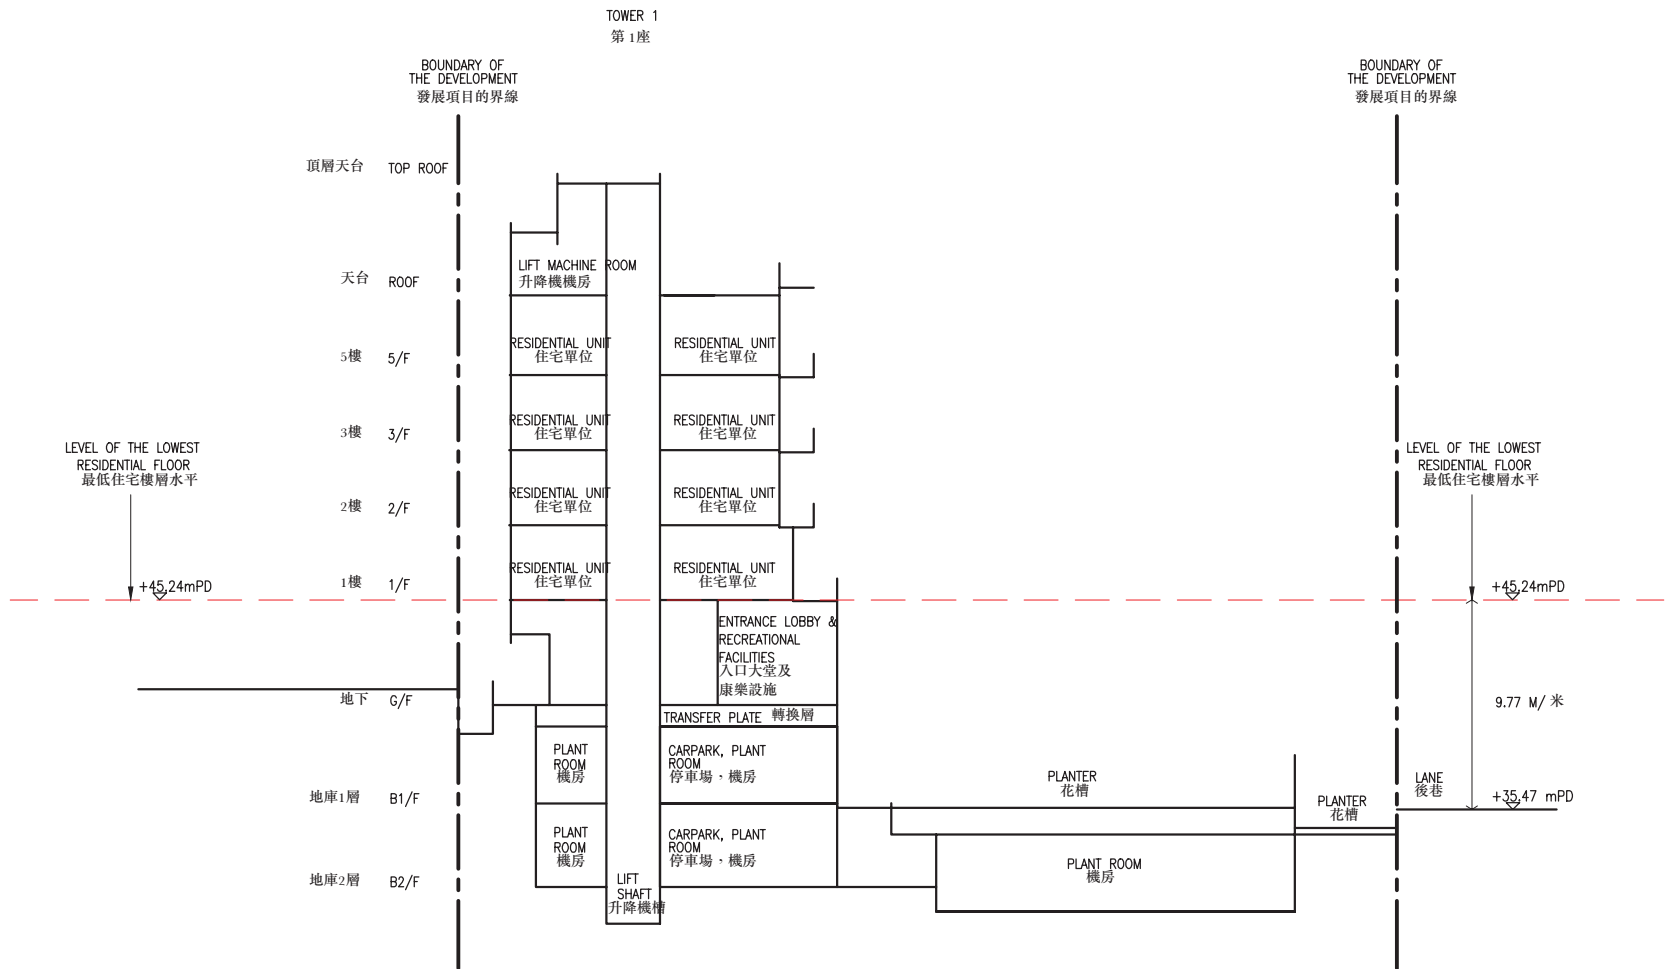 TOWER 1
第1座
BOUNDARY OF
THE DEVELOPMENT
發展項目的界線
BOUNDARY OF
THE DEVELOPMENT
發展項目的界線
頂層天台 TOP ROOF
LIFT MACHINE ROOM
升降機機房
天台 ROOF
RESIDENTIAL UNIT
住宅單位
RESIDENTIAL UNIT
住宅單位
5樓 5/F
RESIDENTIAL UNIT
住宅單位
RESIDENTIAL UNIT
住宅單位
3樓 3/F
LEVEL OF THE LOWEST
RESIDENTIAL FLOOR
最低住宅樓層水平
LEVEL OF THE LOWEST
RESIDENTIAL FLOOR
最低住宅樓層水平
RESIDENTIAL UNIT
住宅單位
RESIDENTIAL UNIT
住宅單位
2樓 2/F
RESIDENTIAL UNIT
住宅單位
RESIDENTIAL UNIT
住宅單位
1樓 1/F
+45.24mPD
+45.24mPD
ENTRANCE LOBBY &
RECREATIONAL
FACILITIES
入口大堂及
康樂設施
地下 G/F
9.77 M/米
TRANSFER PLATE 轉換層
PLANT
ROOM
機房
CARPARK, PLANT
ROOM
停車場、機房
PLANTER
花槽
LANE
後巷
地庫1層 B1/F
+35.47 mPD
PLANTER
花槽
PLANT
ROOM
機房
CARPARK, PLANT
ROOM
停車場、機房
PLANT ROOM
機房
地庫2層 B2/F
LIFT
SHAFT
升降機槽